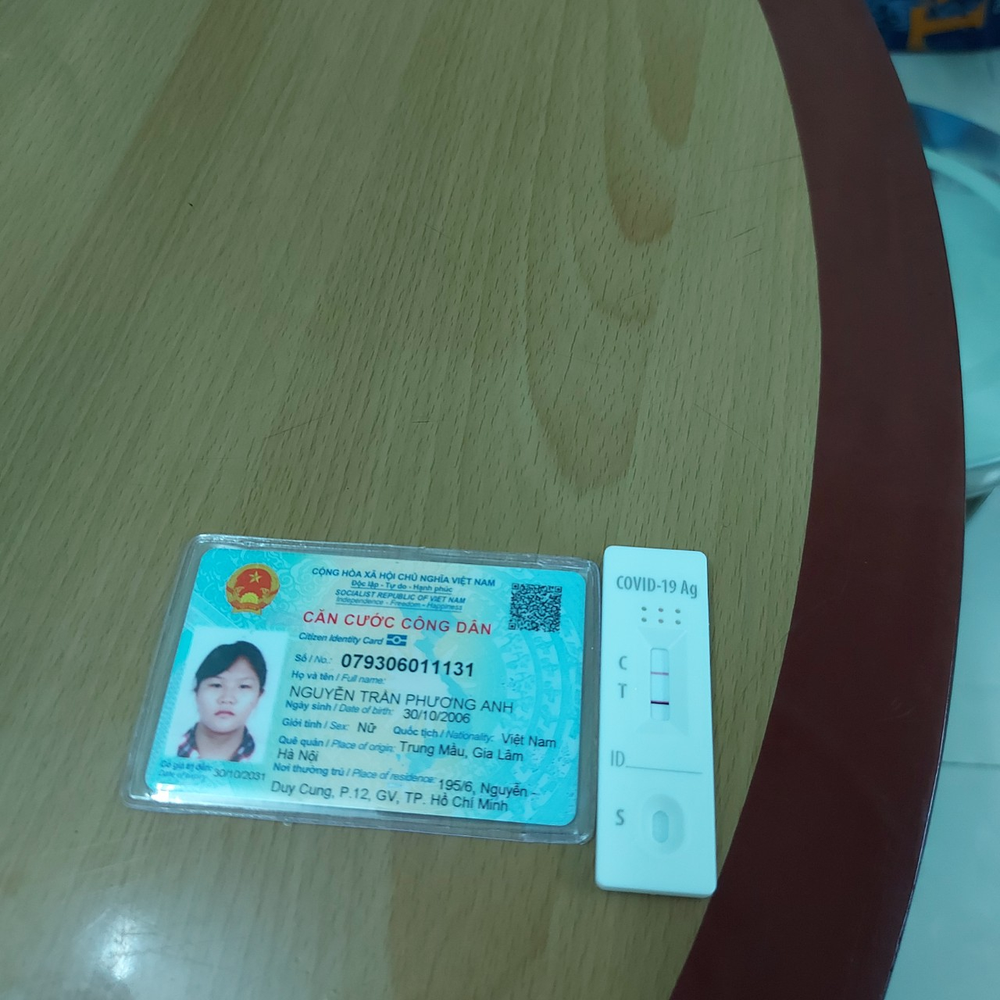 CỘNG HÒA XÃ HỘI CHỦ NGHĨA VIỆT NAM
Độc lập - Tự do - Hạnh phúc
SOCIALIST REPUBLIC OF VIET NAM
Independence - Freedom - Happiness
CĂN CƯỚC CÔNG DÂN
Citizen Identity Card
Số / No.: 079306011131
Họ và tên / Full name:
NGUYỄN TRẦN PHƯƠNG ANH
Ngày sinh / Date of birth: 30/10/2006
Giới tính / Sex: Nữ Quốc tịch / Nationality: Việt Nam
Quê quán / Place of origin: Trung Mầu, Gia Lâm
Hà Nội
Nơi thường trú / Place of residence: 195/6, Nguyễn
Duy Cung, P.12, GV, TP. Hồ Chí Minh
Có giá trị đến: 30/10/2031
Date of expiry
COVID-19 Ag
C
T
ID
S